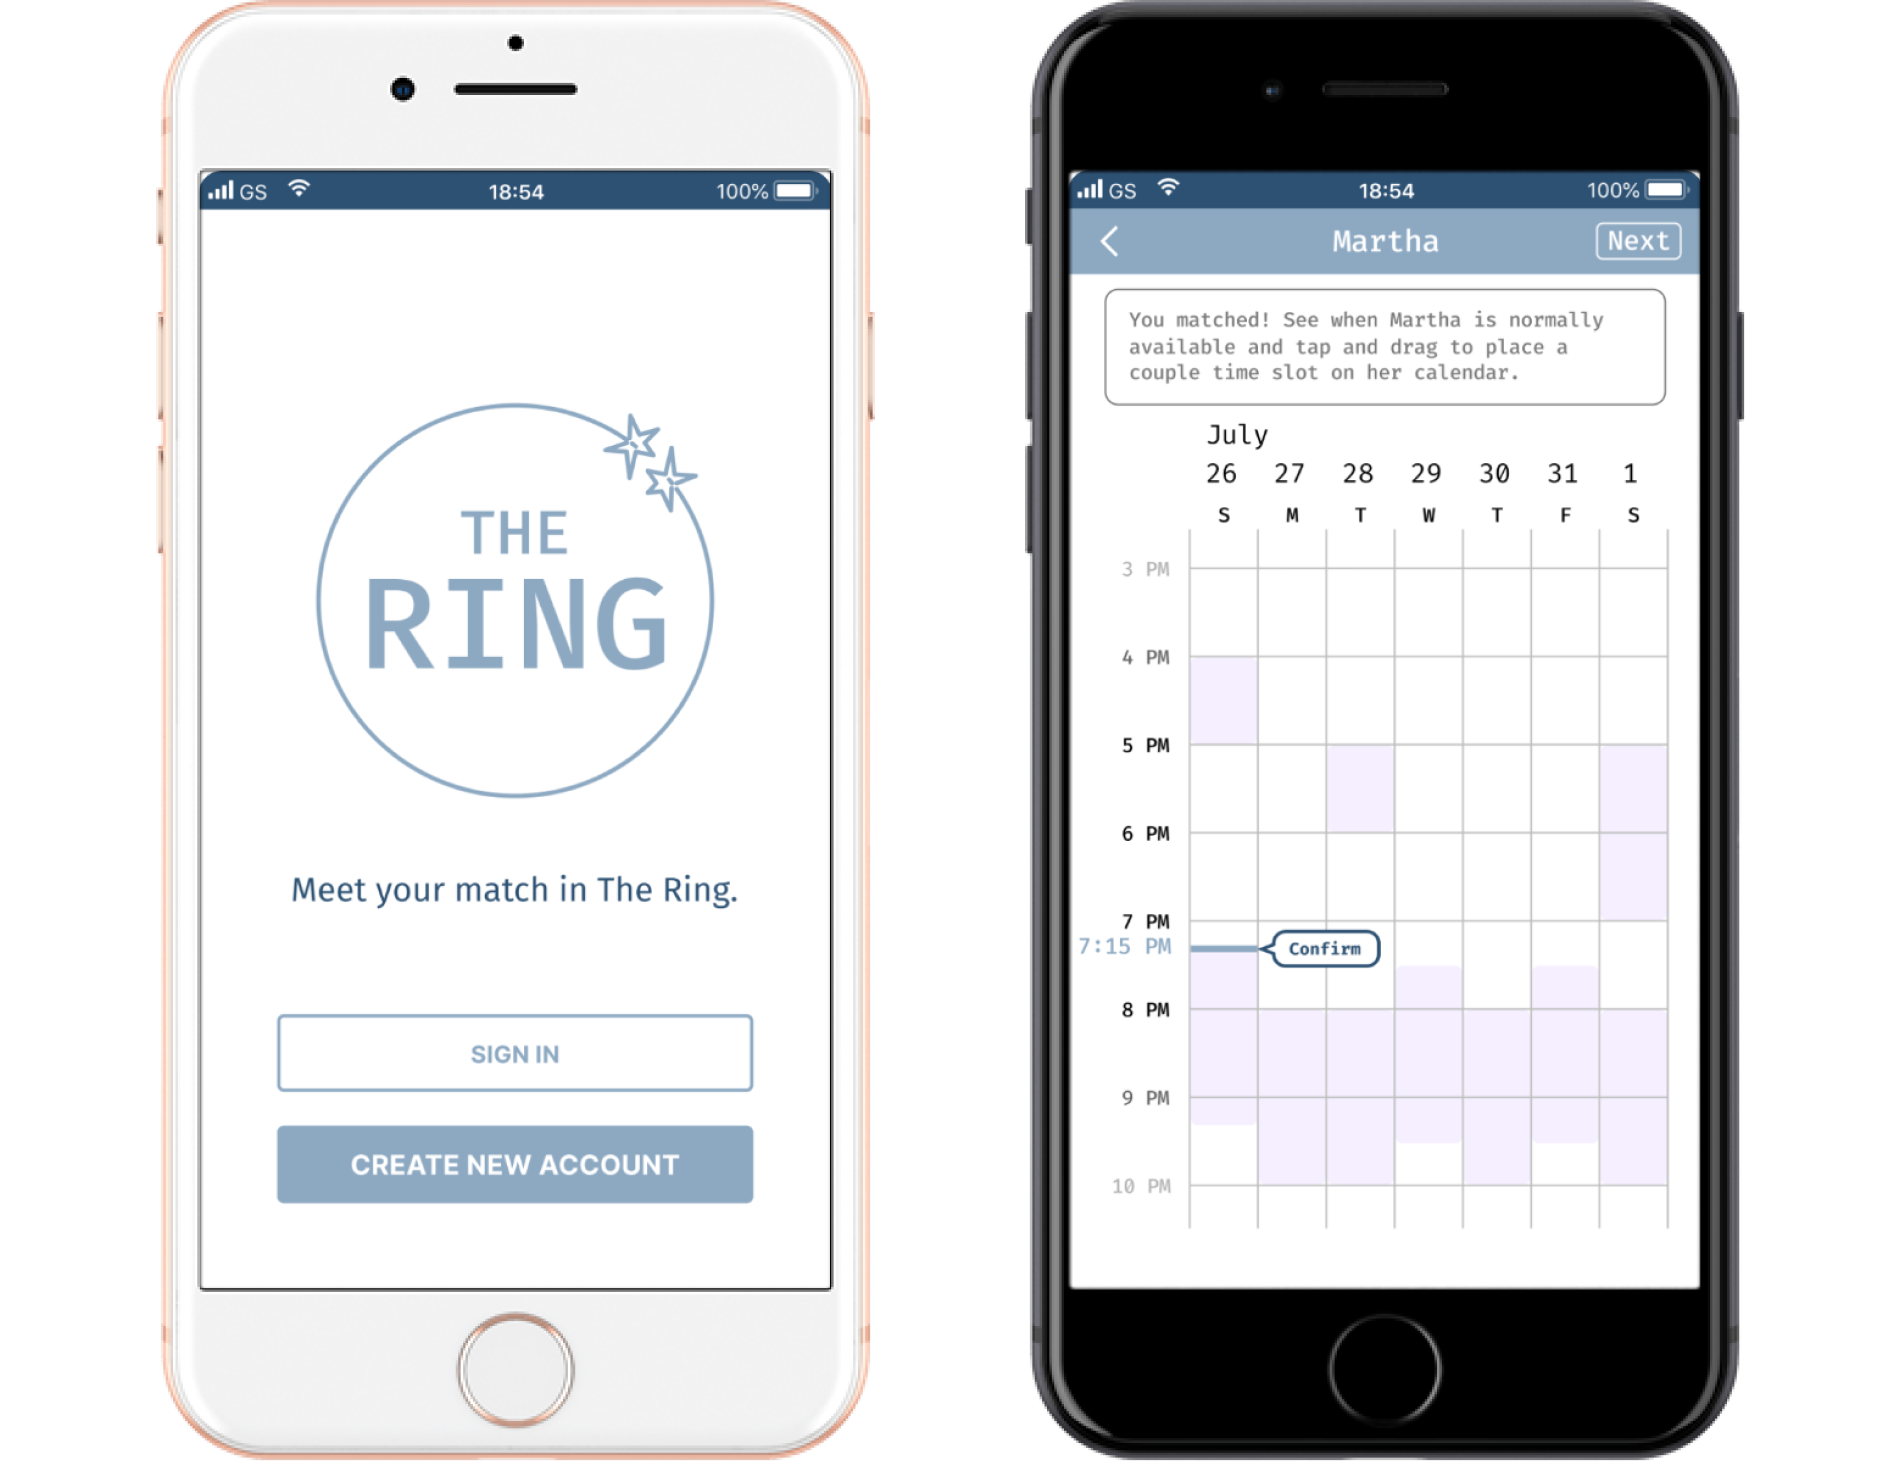 GS 18:54 100%
THE
RING
Meet your match in The Ring.
SIGN IN
CREATE NEW ACCOUNT
GS 18:54 100%
Martha Next
You matched! See when Martha is normally
available and tap and drag to place a
couple time slot on her calendar.
July
26 27 28 29 30 31 1
S M T W T F S
3 PM
4 PM
5 PM
6 PM
7 PM
7:15 PM Confirm
8 PM
9 PM
10 PM